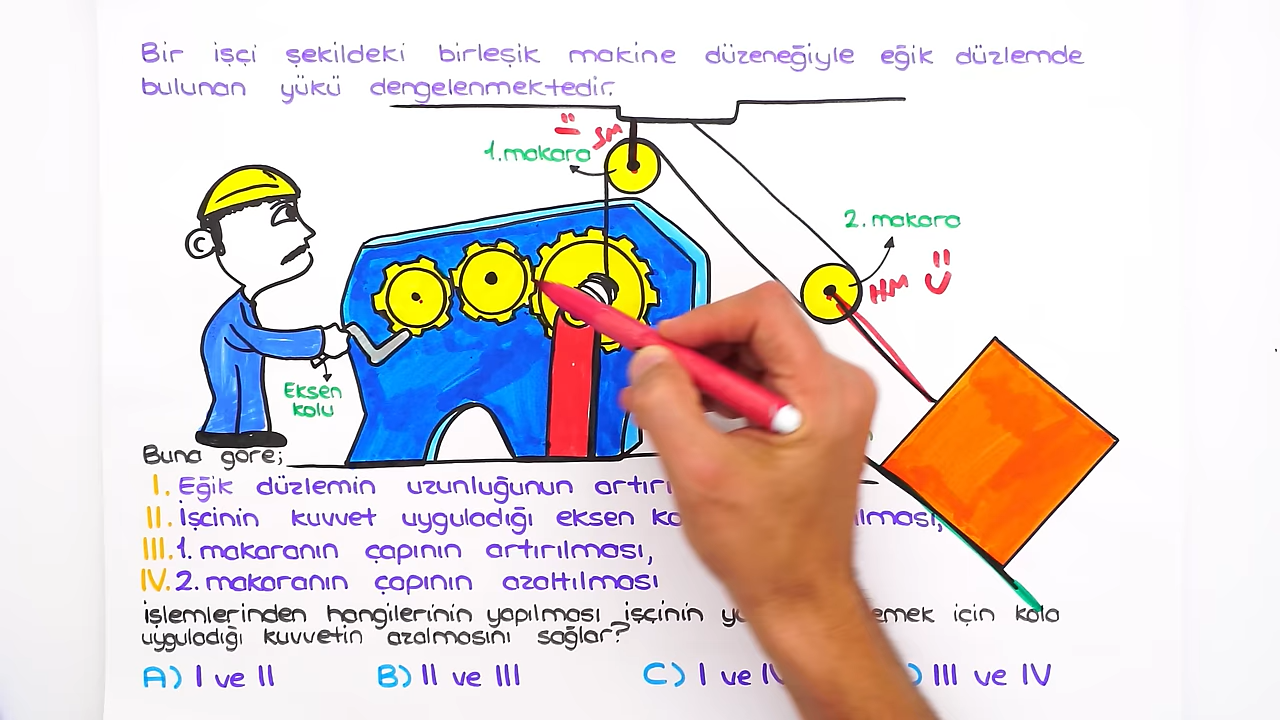 Bir işçi şekildeki birleşik makine düzeneğiyle eğik düzlemde
bulunan yükü dengelenmektedir.
SM
1.makara
2.makara
HM
Eksen
kolu
Buna göre;
I. Eğik düzlemin uzunluğunun
II. İşçinin kuvvet uyguladığı eksen
III. 1. makaranın çapının artırılması,
IV. 2. makaranın çapının azaltılması
işlemlerinden hangilerinin yapılması işçinin için kola
uyguladığı kuvvetin azalmasını sağlar?
A) I ve II B) II ve III C) I ve III ve IV